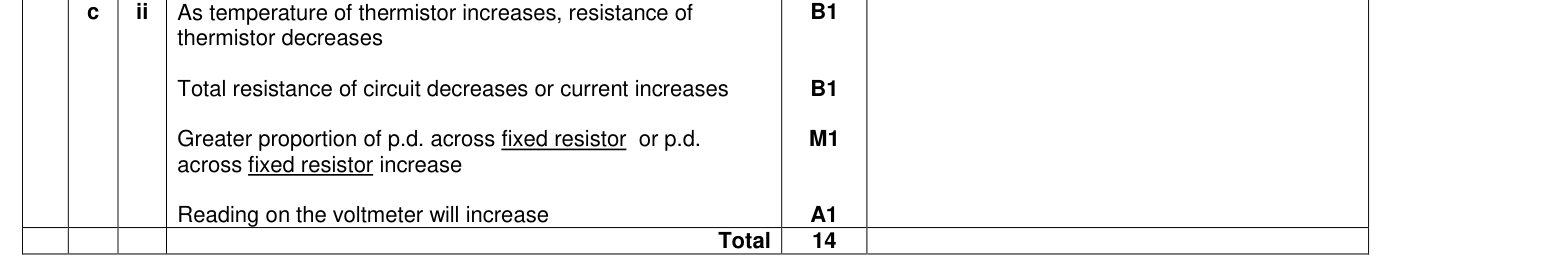 c ii As temperature of thermistor increases, resistance of B1
thermistor decreases
Total resistance of circuit decreases or current increases B1
Greater proportion of p.d. across fixed resistor or p.d. M1
across fixed resistor increase
Reading on the voltmeter will increase A1
Total 14